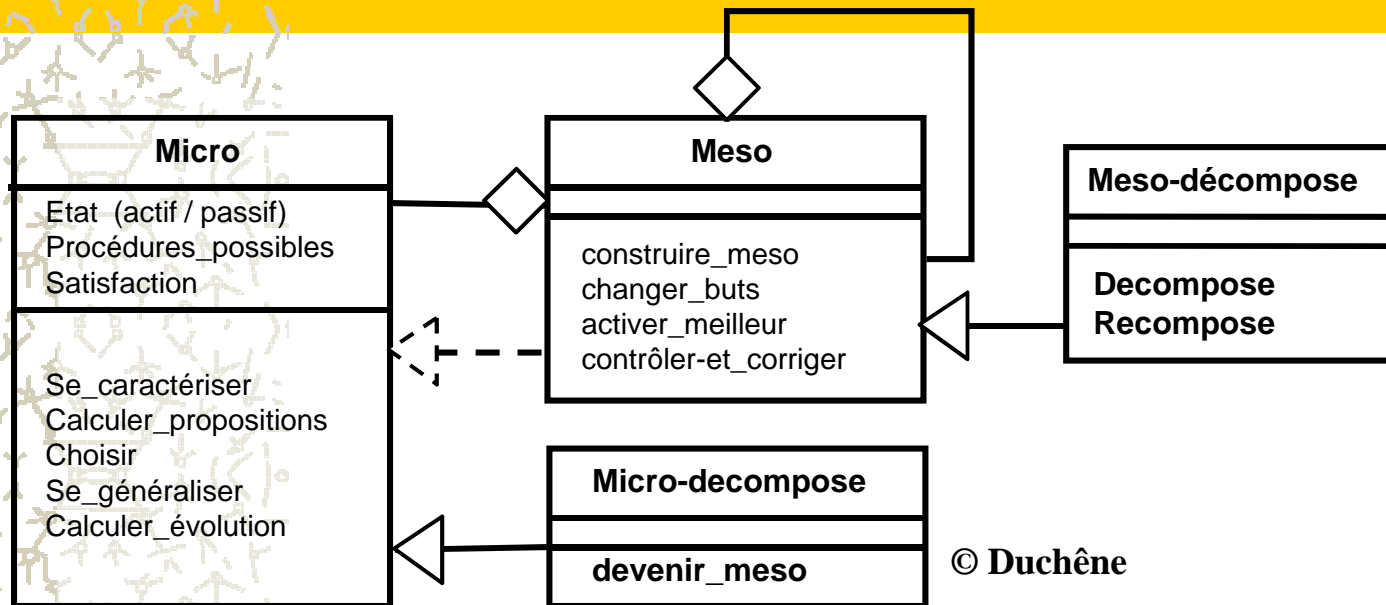 Micro
Etat (actif / passif)
Procédures_possibles
Satisfaction
Se_caractériser
Calculer_propositions
Choisir
Se_généraliser
Calculer_évolution
Meso
construire_meso
changer_buts
activer_meilleur
contrôler-et_corriger
Meso-décompose
Decompose
Recompose
Micro-decompose
devenir_meso
© Duchêne